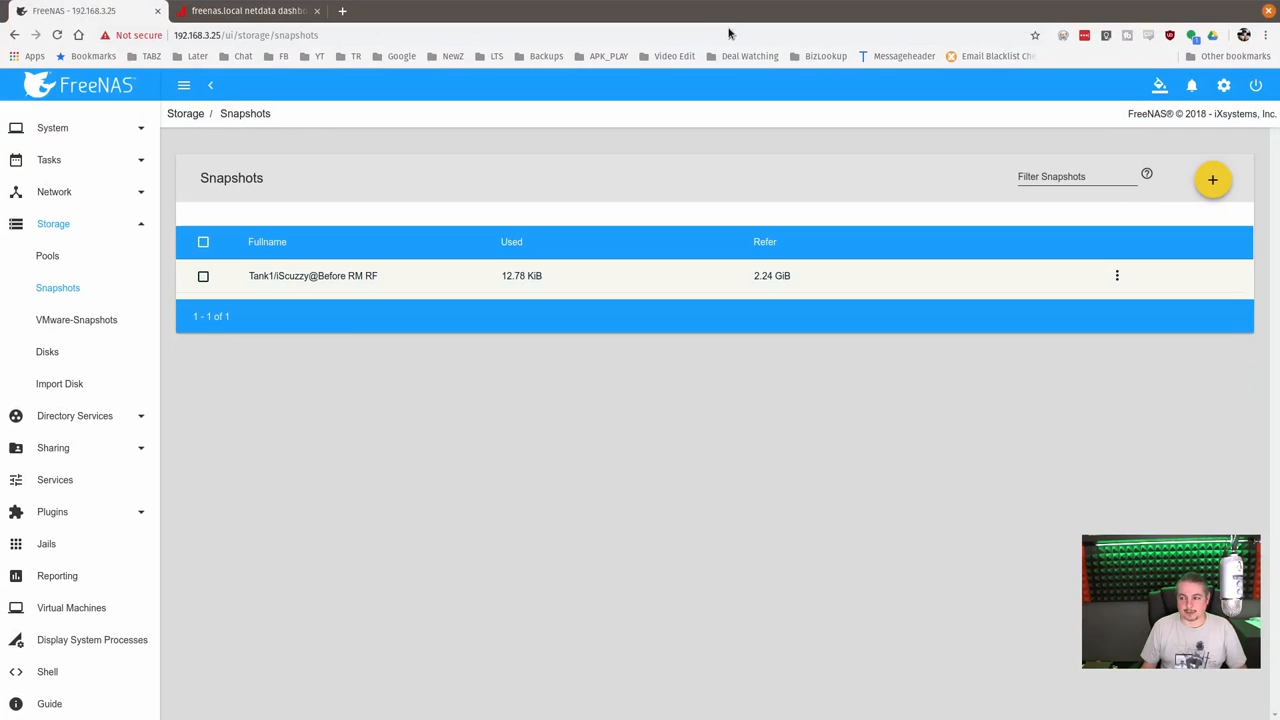 FreeNAS - 192.168.3.25
freenas.local netdata dashbo
Not secure
192.168.3.25/ui/storage/snapshots
Apps
Bookmarks
TABZ
Later
Chat
FB
YT
TR
Google
NewZ
LTS
Backups
APK_PLAY
Video Edit
Deal Watching
BizLookup
Messageheader
Email Blacklist Che
Other bookmarks
FreeNAS
Storage / Snapshots
FreeNAS® © 2018 - iXsystems, Inc.
System
Tasks
Network
Storage
Pools
Snapshots
VMware-Snapshots
Disks
Import Disk
Directory Services
Sharing
Services
Plugins
Jails
Reporting
Virtual Machines
Display System Processes
Shell
Guide
Snapshots
Filter Snapshots
Fullname Used Refer
Tank1/iScuzzy@Before RM RF 12.78 KiB 2.24 GiB
1 - 1 of 1